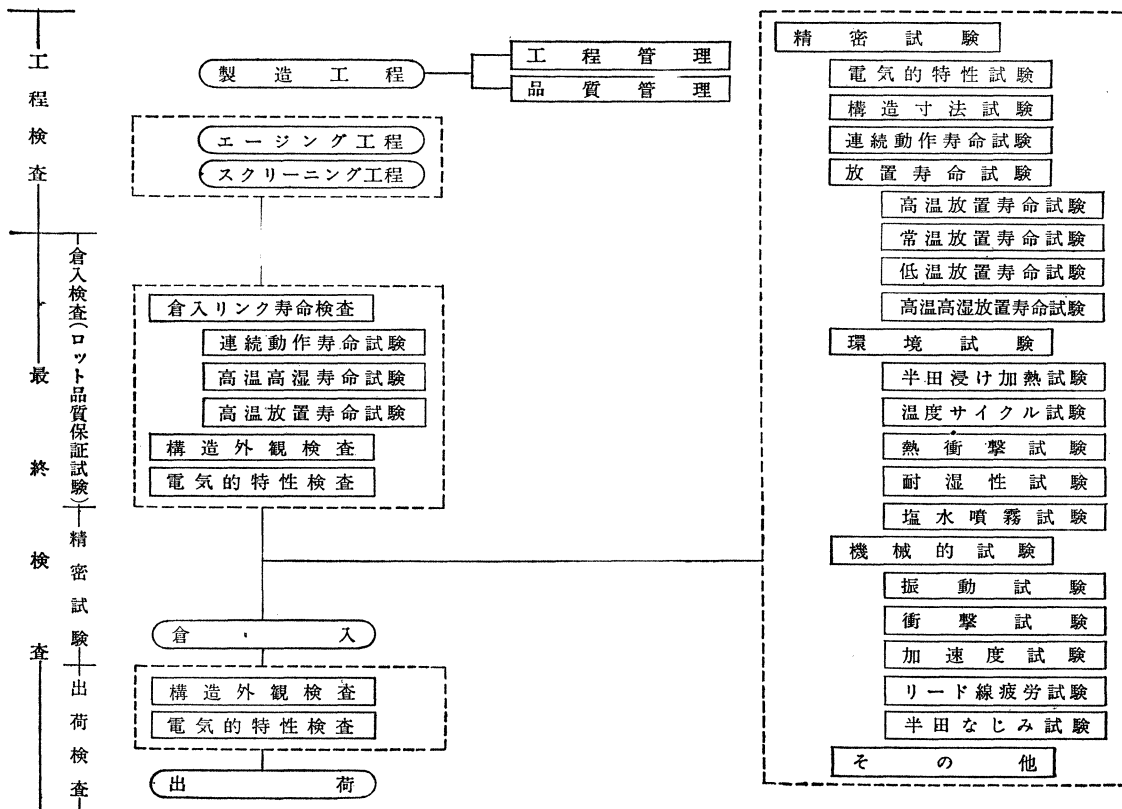 工程検査
製造工程
工程管理
品質管理
エージング工程
スクリーニング工程
最終検査
倉入検査(ロット品質保証試験)
倉入リンク寿命検査
連続動作寿命試験
高温高湿寿命試験
高温放置寿命試験
構造外観検査
電気的特性検査
精密試験
倉入
出荷検査
構造外観検査
電気的特性検査
出荷
精密試験
電気的特性試験
構造寸法試験
連続動作寿命試験
放置寿命試験
高温放置寿命試験
常温放置寿命試験
低温放置寿命試験
高温高湿放置寿命試験
環境試験
半田浸け加熱試験
温度サイクル試験
熱衝撃試験
耐湿性試験
塩水噴霧試験
機械的試験
振動試験
衝撃試験
加速度試験
リード線疲労試験
半田なじみ試験
その他